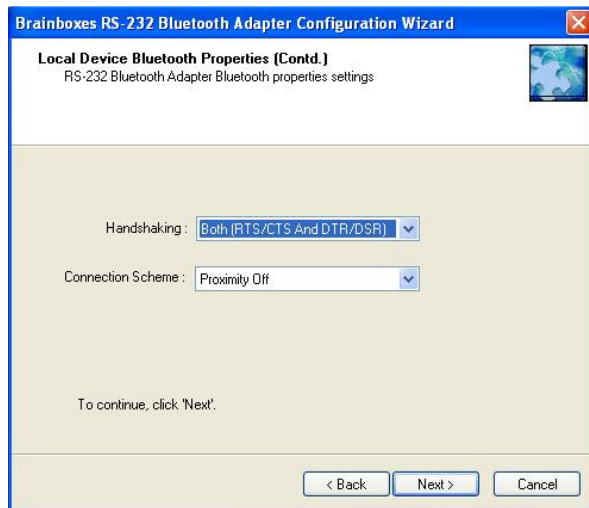 Brainboxes RS-232 Bluetooth Adapter Configuration Wizard
Local Device Bluetooth Properties (Contd.)
RS-232 Bluetooth Adapter Bluetooth properties settings
Handshaking : Both (RTS/CTS And DTR/DSR)
Connection Scheme : Proximity Off
To continue, click 'Next'.
< Back Next > Cancel